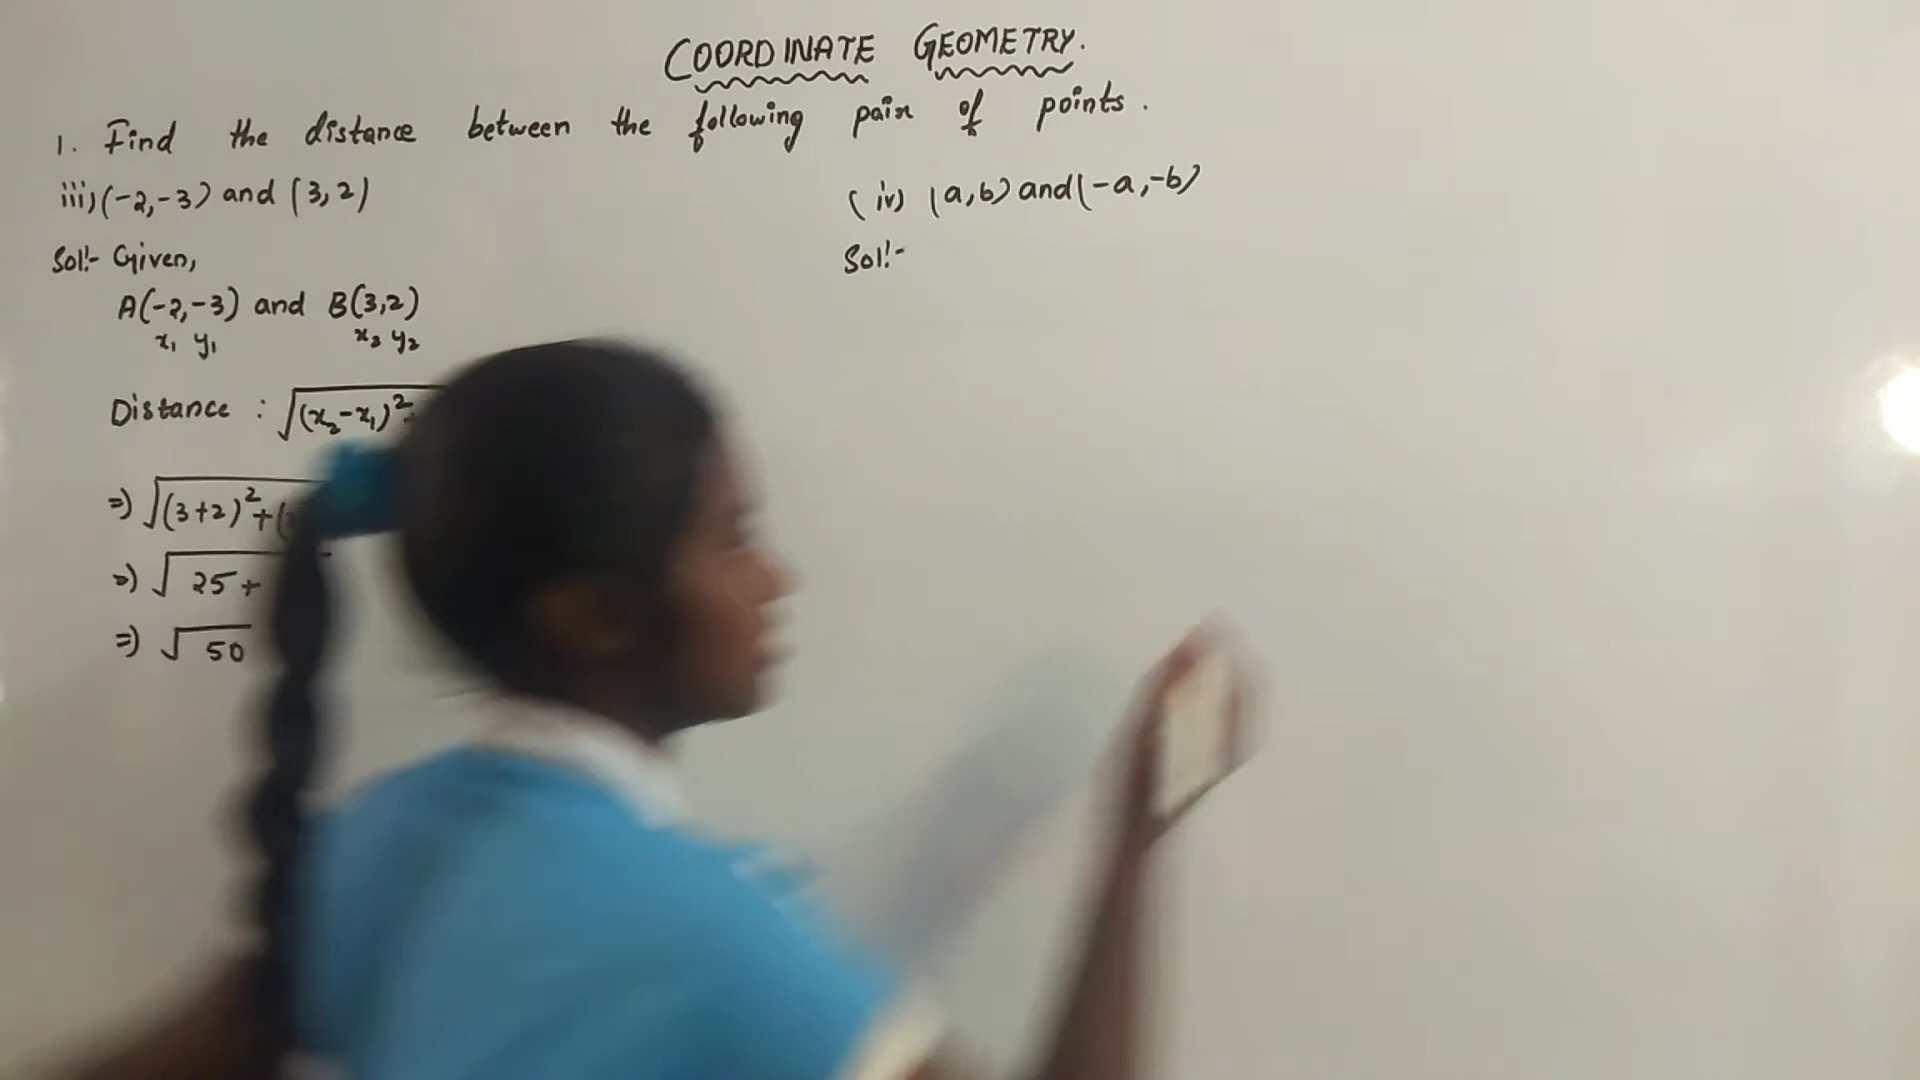 COORDINATE GEOMETRY.
1. Find the distance between the following pair of points.
iii) (-2,-3) and (3,2)
Sol:- Given,
A(-2,-3) and B(3,2)
x₁ y₁ x₂ y₂
Distance : √(x₂-x₁)²+
=> √(3+2)²+(
=> √25+
=> √50
(iv) (a,b) and (-a,-b)
Sol:-